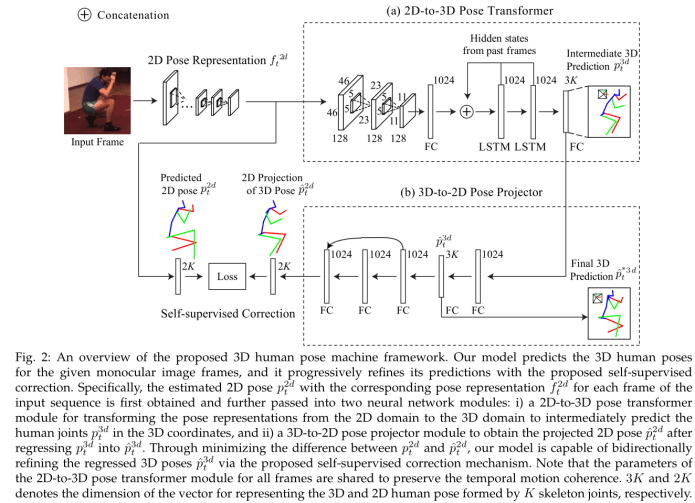 Concatenation
(a) 2D-to-3D Pose Transformer
2D Pose Representation f_t^{2d}
Hidden states
from past frames
Intermediate 3D
Prediction p_t^{3d}
46
46
128
5
5
23
23
128
5
5
11
11
128
1024
FC
1024
LSTM
1024
LSTM
3K
FC
Input Frame
Predicted
2D pose p_t^{2d}
2D Projection
of 3D Pose p̂_t^{2d}
(b) 3D-to-2D Pose Projector
2K
Loss
2K
Self-supervised Correction
1024
FC
1024
FC
1024
FC
p̂_t^{3d}
3K
FC
1024
FC
Final 3D
Prediction p̂_t^{*3d}
Fig. 2: An overview of the proposed 3D human pose machine framework. Our model predicts the 3D human poses
for the given monocular image frames, and it progressively refines its predictions with the proposed self-supervised
correction. Specifically, the estimated 2D pose p_t^{2d} with the corresponding pose representation f_t^{2d} for each frame of the
input sequence is first obtained and further passed into two neural network modules: i) a 2D-to-3D pose transformer
module for transforming the pose representations from the 2D domain to the 3D domain to intermediately predict the
human joints p_t^{3d} in the 3D coordinates, and ii) a 3D-to-2D pose projector module to obtain the projected 2D pose p̂_t^{2d} after
regressing p_t^{3d} into p̂_t^{3d}. Through minimizing the difference between p_t^{2d} and p̂_t^{2d}, our model is capable of bidirectionally
refining the regressed 3D poses p̂_t^{3d} via the proposed self-supervised correction mechanism. Note that the parameters of
the 2D-to-3D pose transformer module for all frames are shared to preserve the temporal motion coherence. 3K and 2K
denotes the dimension of the vector for representing the 3D and 2D human pose formed by K skeleton joints, respectively.